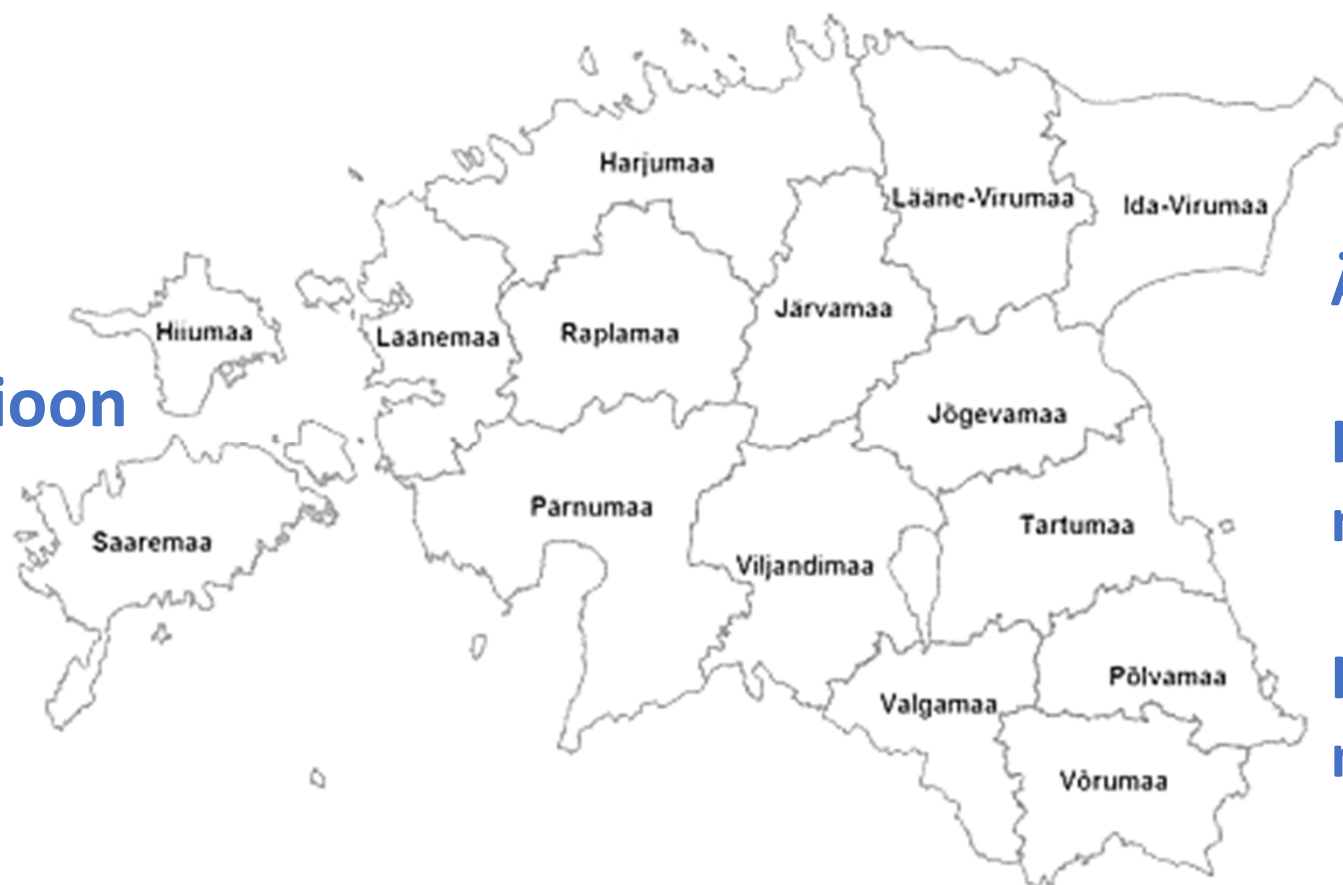 Harjumaa
Lääne-Virumaa
Ida-Virumaa
Hiiumaa
Läänemaa
Raplamaa
Järvamaa
ioon
Jõgevamaa
Saaremaa
Pärnumaa
Viljandimaa
Tartumaa
Valgamaa
Põlvamaa
Võrumaa